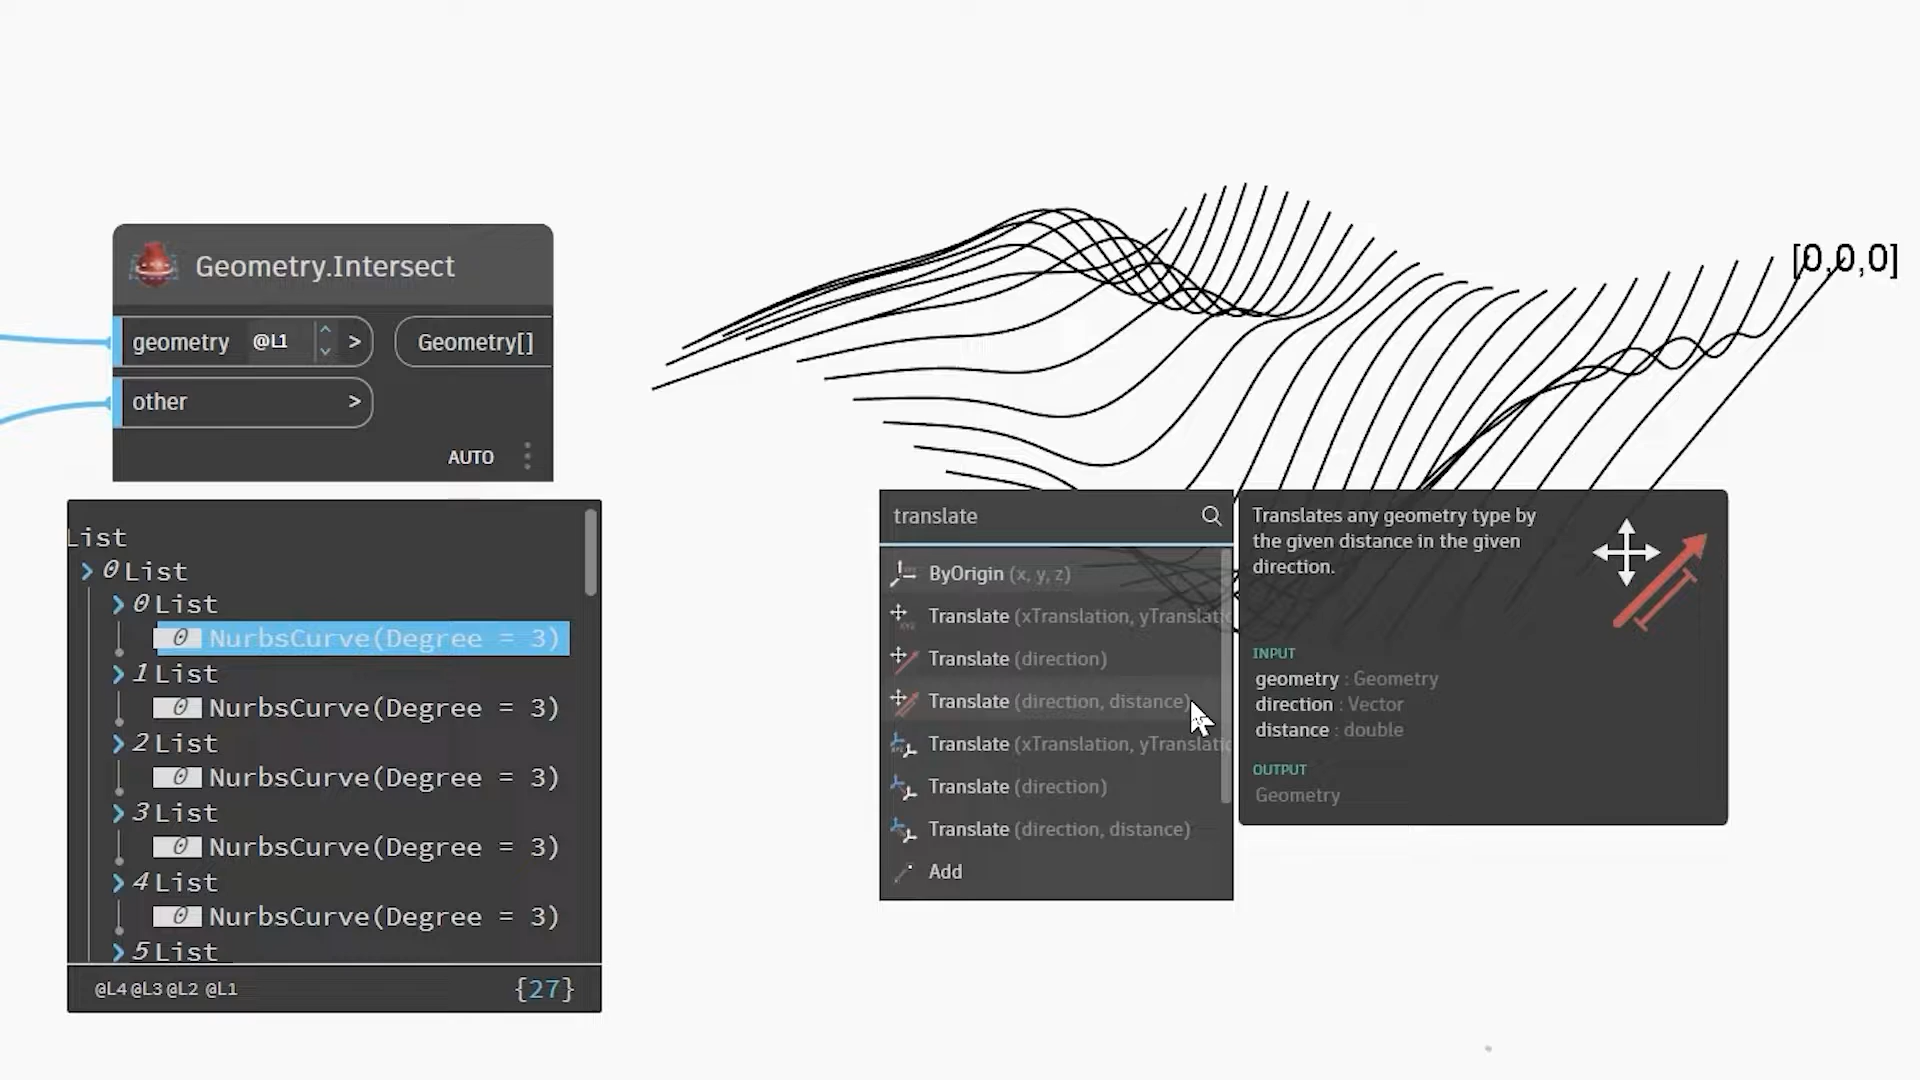 Geometry.Intersect
geometry @L1 > Geometry[]
other >
AUTO
List
0 List
0 List
0 NurbsCurve(Degree = 3)
1 List
0 NurbsCurve(Degree = 3)
2 List
0 NurbsCurve(Degree = 3)
3 List
0 NurbsCurve(Degree = 3)
4 List
0 NurbsCurve(Degree = 3)
5 List
@L4 @L3 @L2 @L1 {27}
[0,0,0]
translate
ByOrigin (x, y, z)
Translate (xTranslation, yTranslatio
Translate (direction)
Translate (direction, distance)
Translate (xTranslation, yTranslatio
Translate (direction)
Translate (direction, distance)
Add
Translates any geometry type by
the given distance in the given
direction.
INPUT
geometry : Geometry
direction : Vector
distance : double
OUTPUT
Geometry